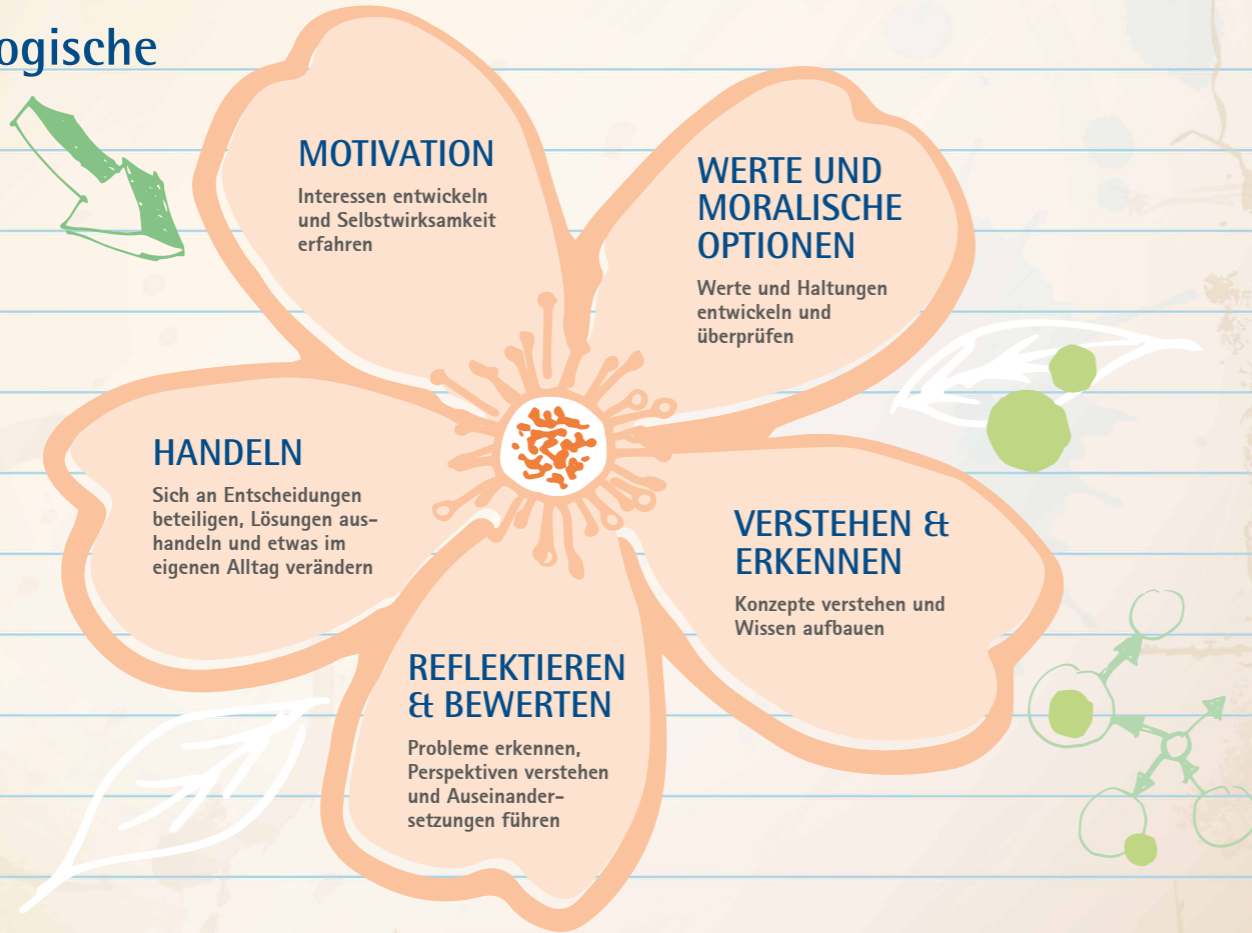 ogische
MOTIVATION
Interessen entwickeln
und Selbstwirksamkeit
erfahren
WERTE UND
MORALISCHE
OPTIONEN
Werte und Haltungen
entwickeln und
überprüfen
HANDELN
Sich an Entscheidungen
beteiligen, Lösungen aus-
handeln und etwas im
eigenen Alltag verändern
VERSTEHEN &
ERKENNEN
Konzepte verstehen und
Wissen aufbauen
REFLEKTIEREN
& BEWERTEN
Probleme erkennen,
Perspektiven verstehen
und Auseinander-
setzungen führen